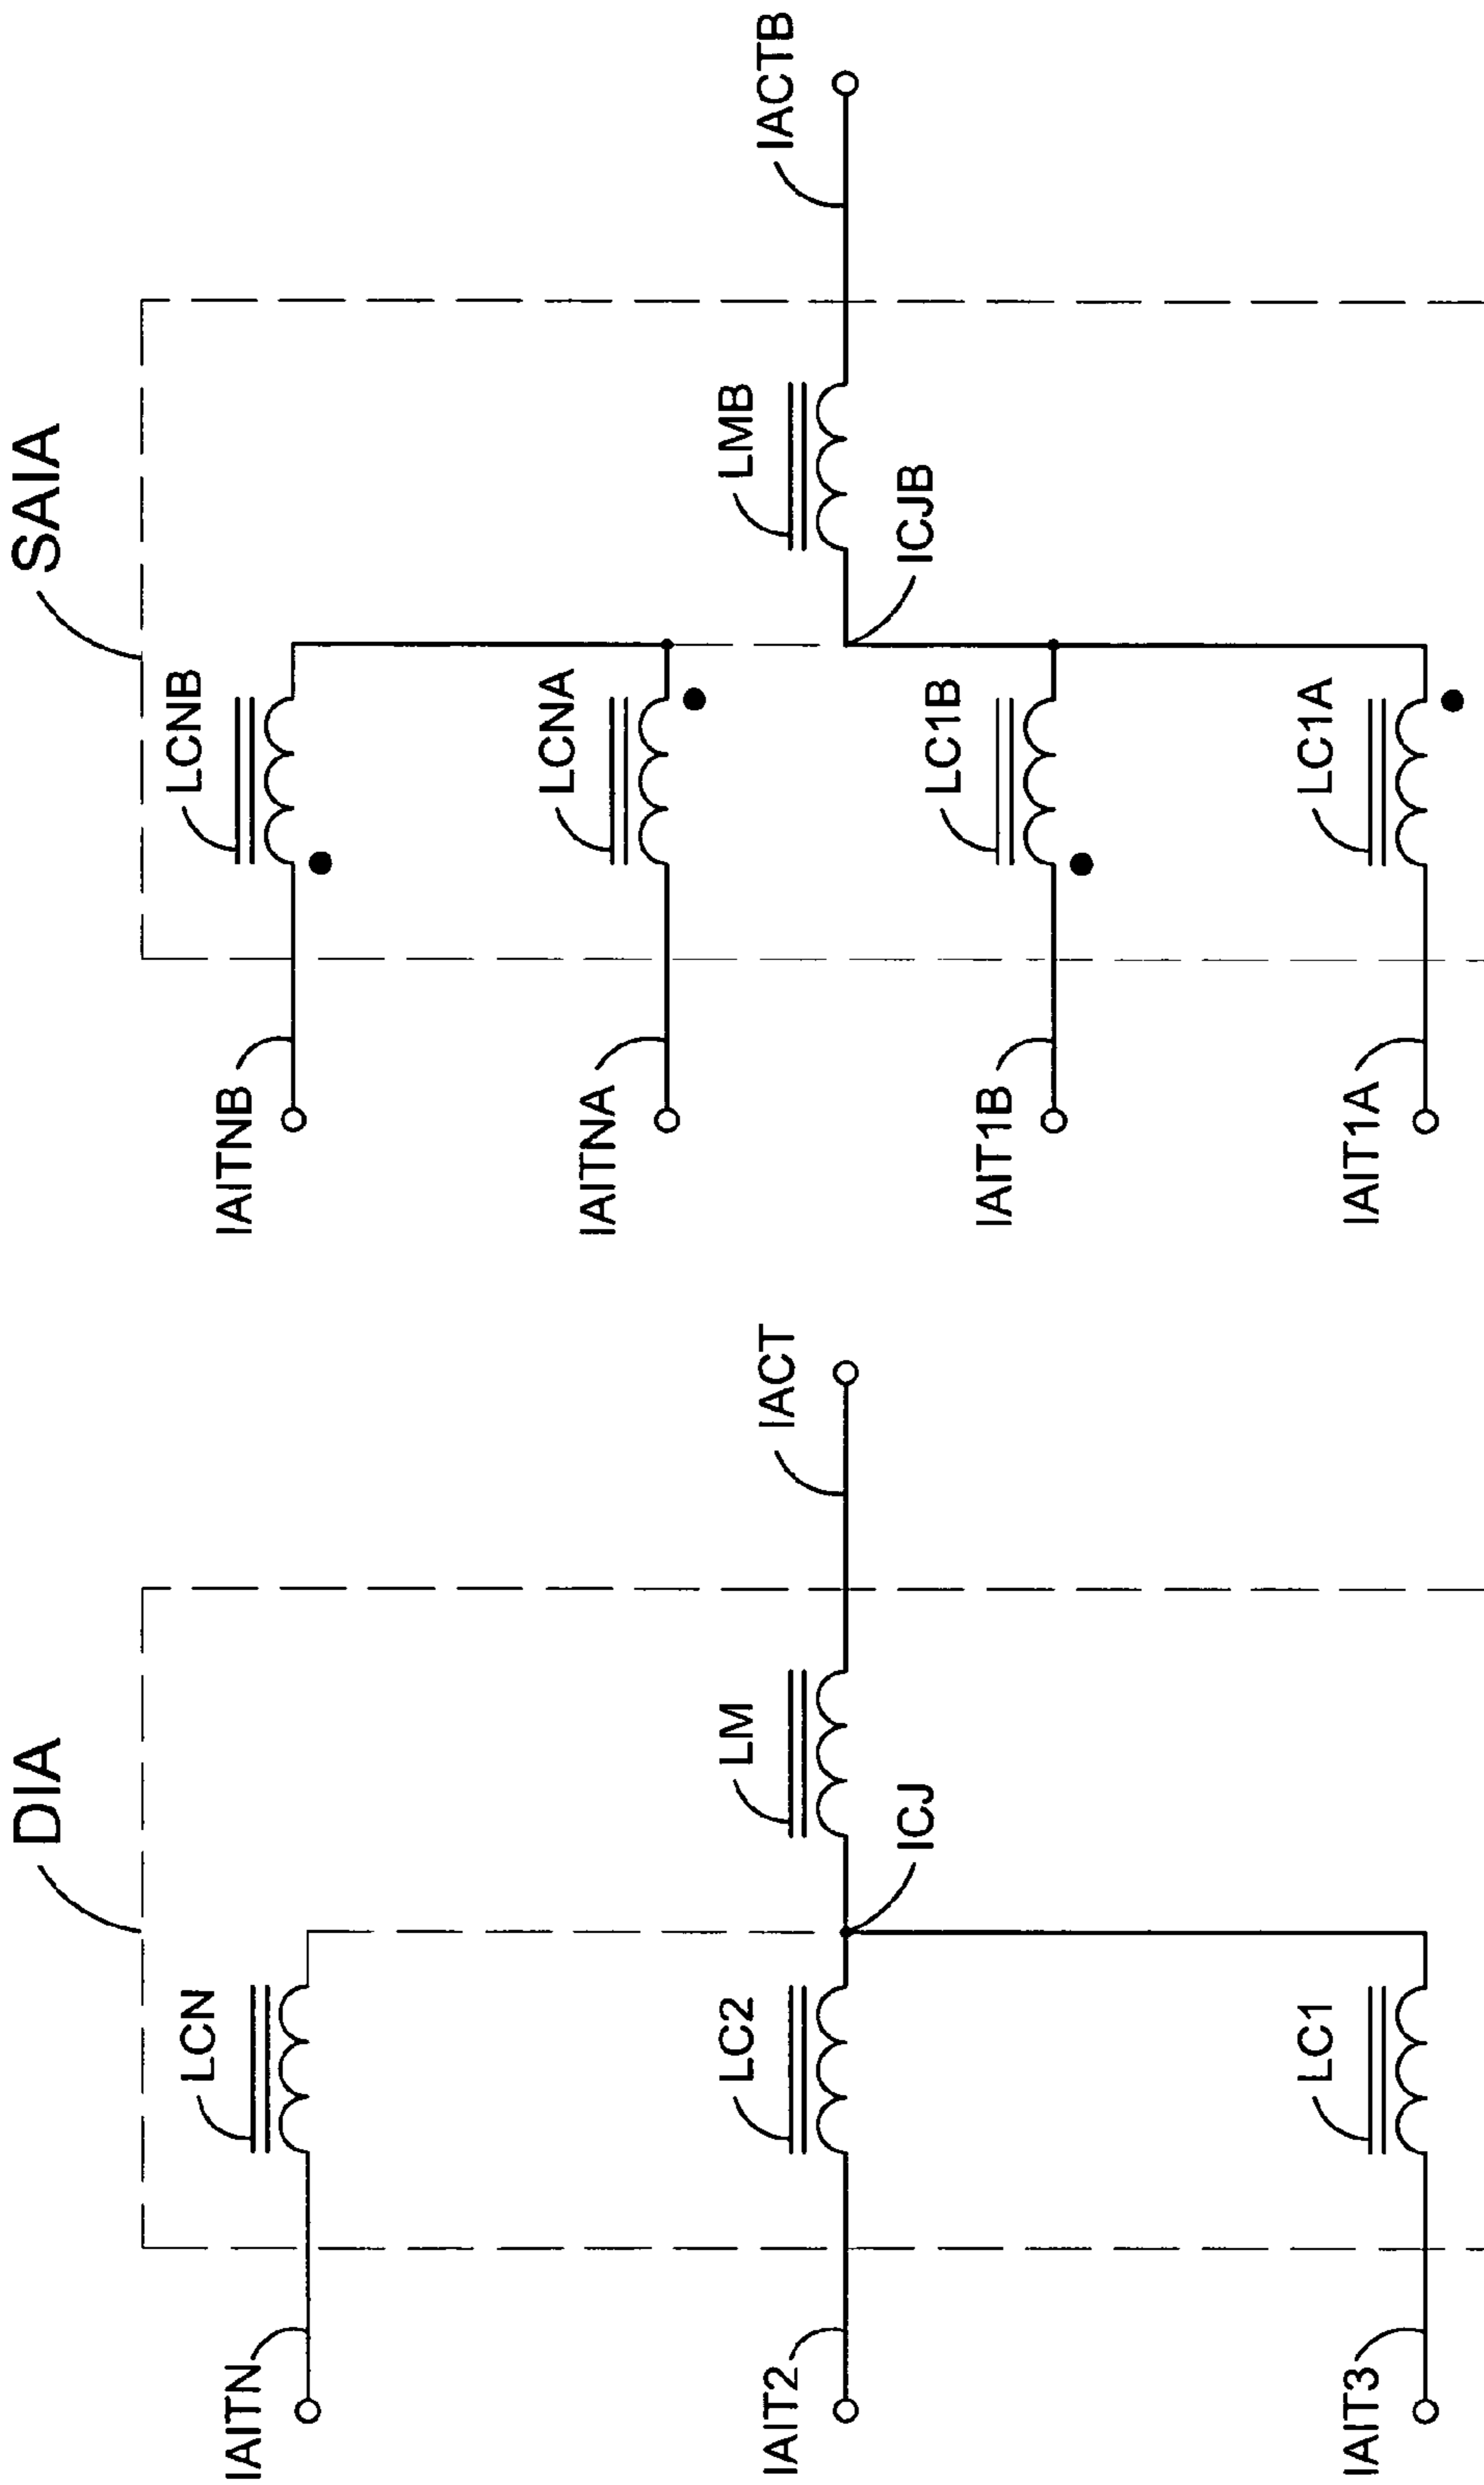 SAIA
LCNB
IAITNB
LCNA
IAITNA
LMB
IACTB
ICJB
LC1B
IAIT1B
LC1A
IAIT1A
DIA
LCN
IAITN
LM
IACT
LC2
IAIT2
ICJ
LC1
IAIT3